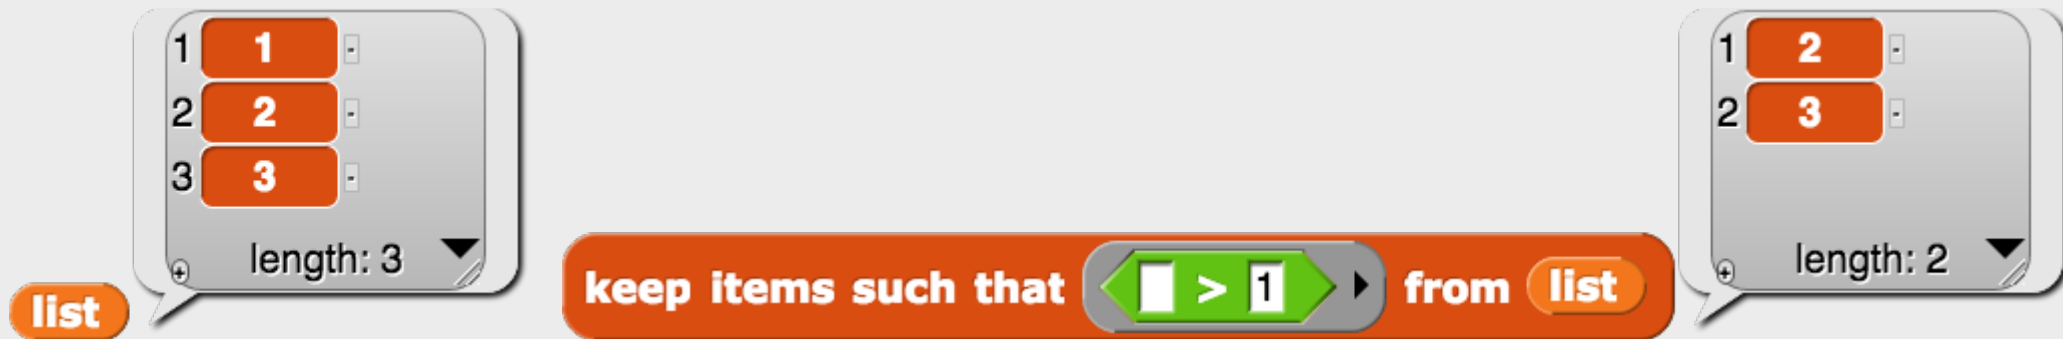 1 1 -
2 2 -
3 3 -
+ length: 3
list
keep items such that > 1 from list
1 2 -
2 3 -
+ length: 2